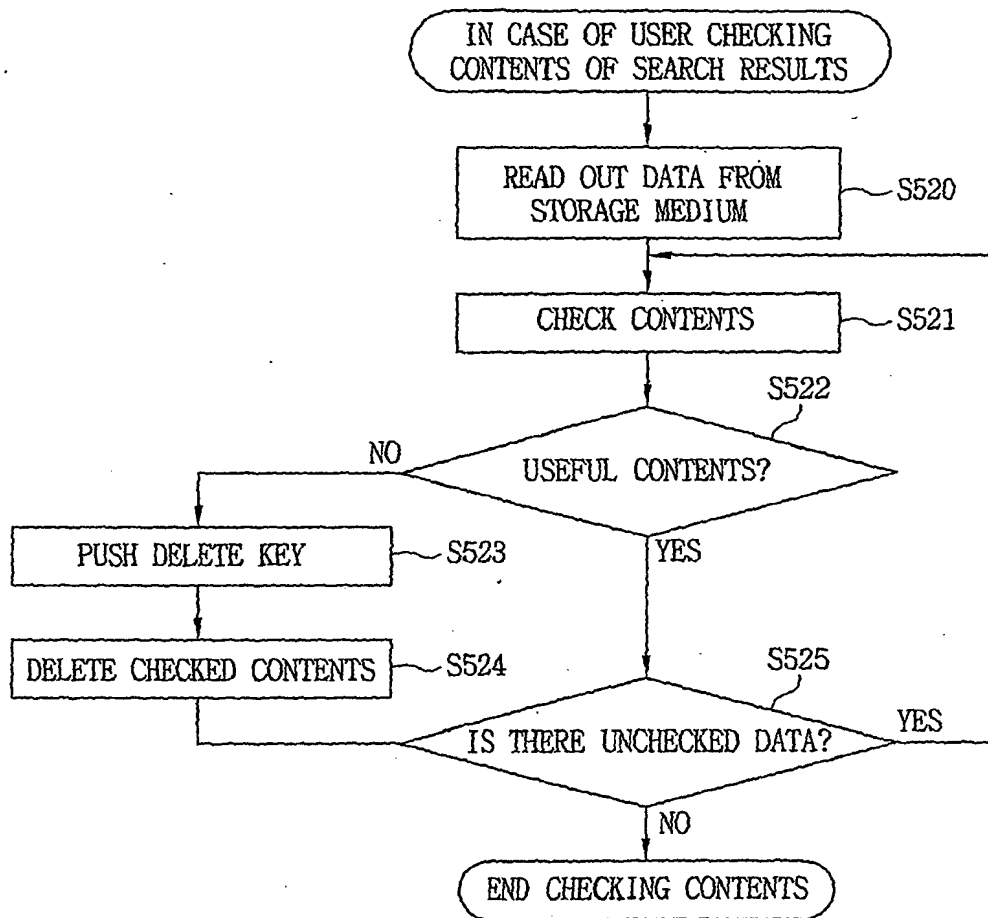 IN CASE OF USER CHECKING
CONTENTS OF SEARCH RESULTS
READ OUT DATA FROM
STORAGE MEDIUM
S520
CHECK CONTENTS
S521
S522
NO
USEFUL CONTENTS?
YES
PUSH DELETE KEY
S523
DELETE CHECKED CONTENTS
S524
S525
IS THERE UNCHECKED DATA?
YES
NO
END CHECKING CONTENTS